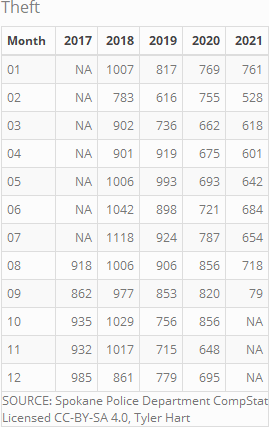 Theft
Month 2017 2018 2019 2020 2021
01 NA 1007 817 769 761
02 NA 783 616 755 528
03 NA 902 736 662 618
04 NA 901 919 675 601
05 NA 1006 993 693 642
06 NA 1042 898 721 684
07 NA 1118 924 787 654
08 918 1006 906 856 718
09 862 977 853 820 79
10 935 1029 756 856 NA
11 932 1017 715 648 NA
12 985 861 779 695 NA
SOURCE: Spokane Police Department CompStat
Licensed CC-BY-SA 4.0, Tyler Hart